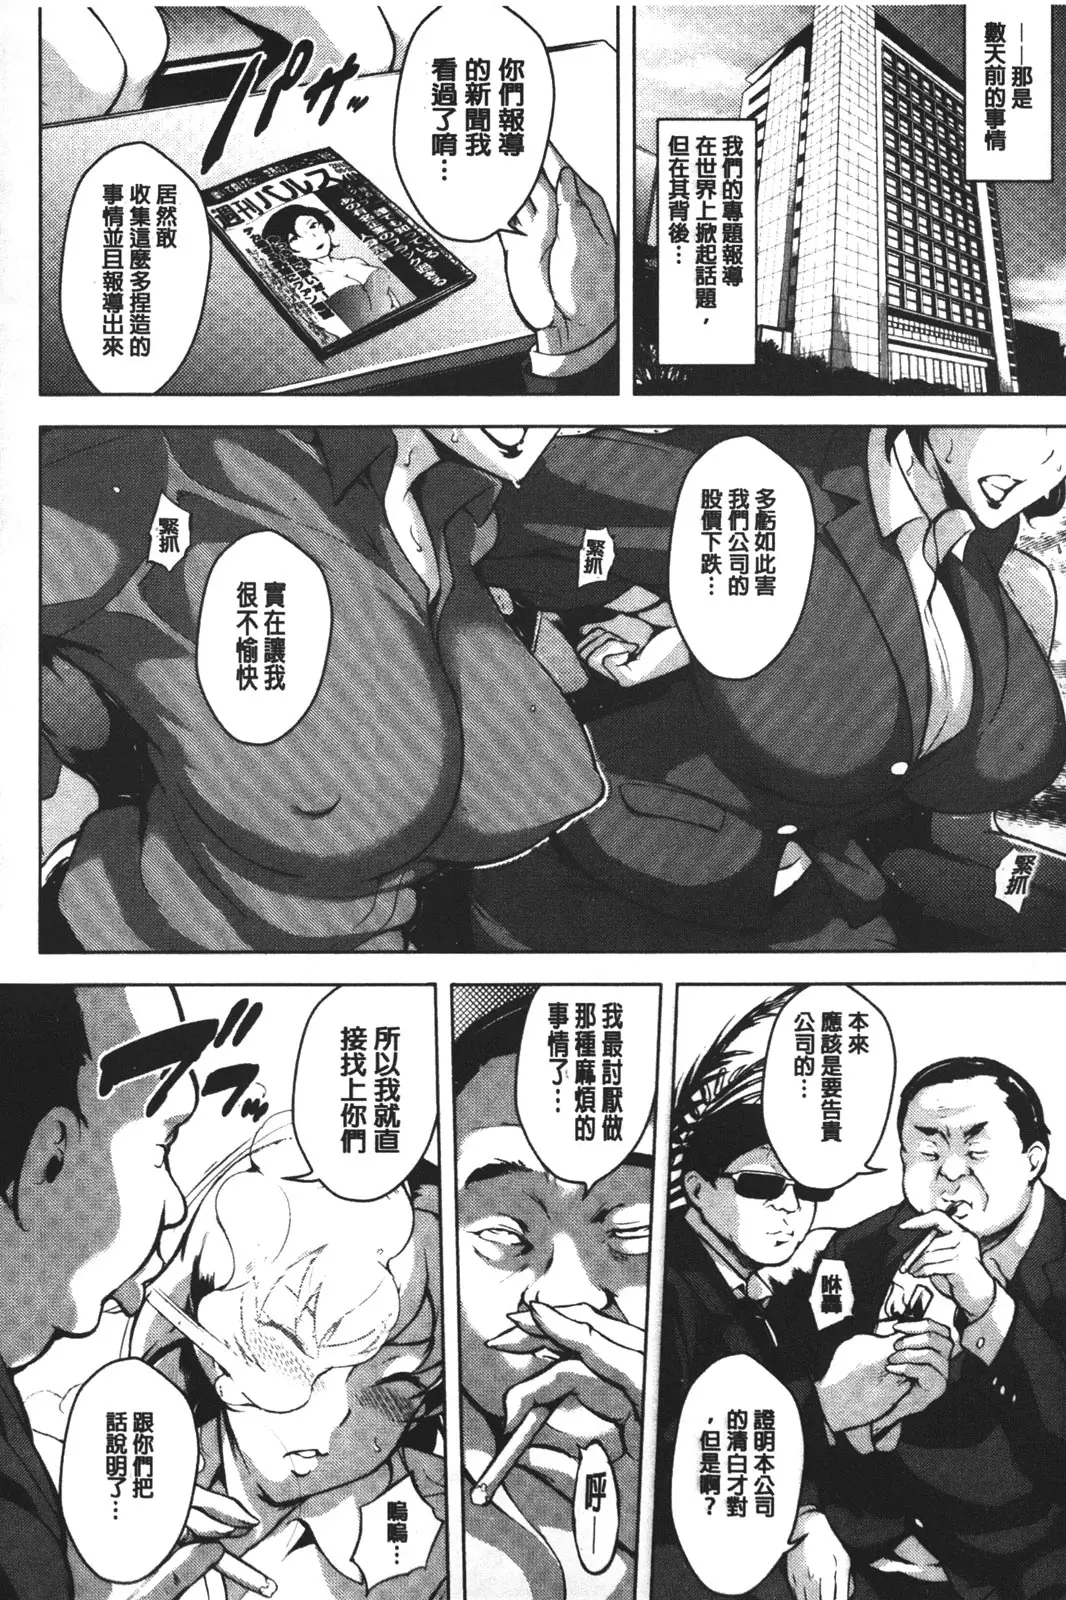 ──那是
數天前的事情
我們的專題報導
在世界上掀起話題，
但在其背後…
你們報導
的新聞我
看過了唷…
週刊パルス
居然敢
收集這麼多捏造的
事情並且報導出來
多虧如此害
我們公司的
股價下跌…
緊抓
緊抓
緊抓
實在讓我
很不愉快
本來
應該是要告貴
公司的…
咻轟
證明本公司
的清白才對
，但是啊？
我最討厭做
那種麻煩的
事情了…
呼─
所以我就直
接找上你們
跟你們把
話說明了…
嗚嗚…